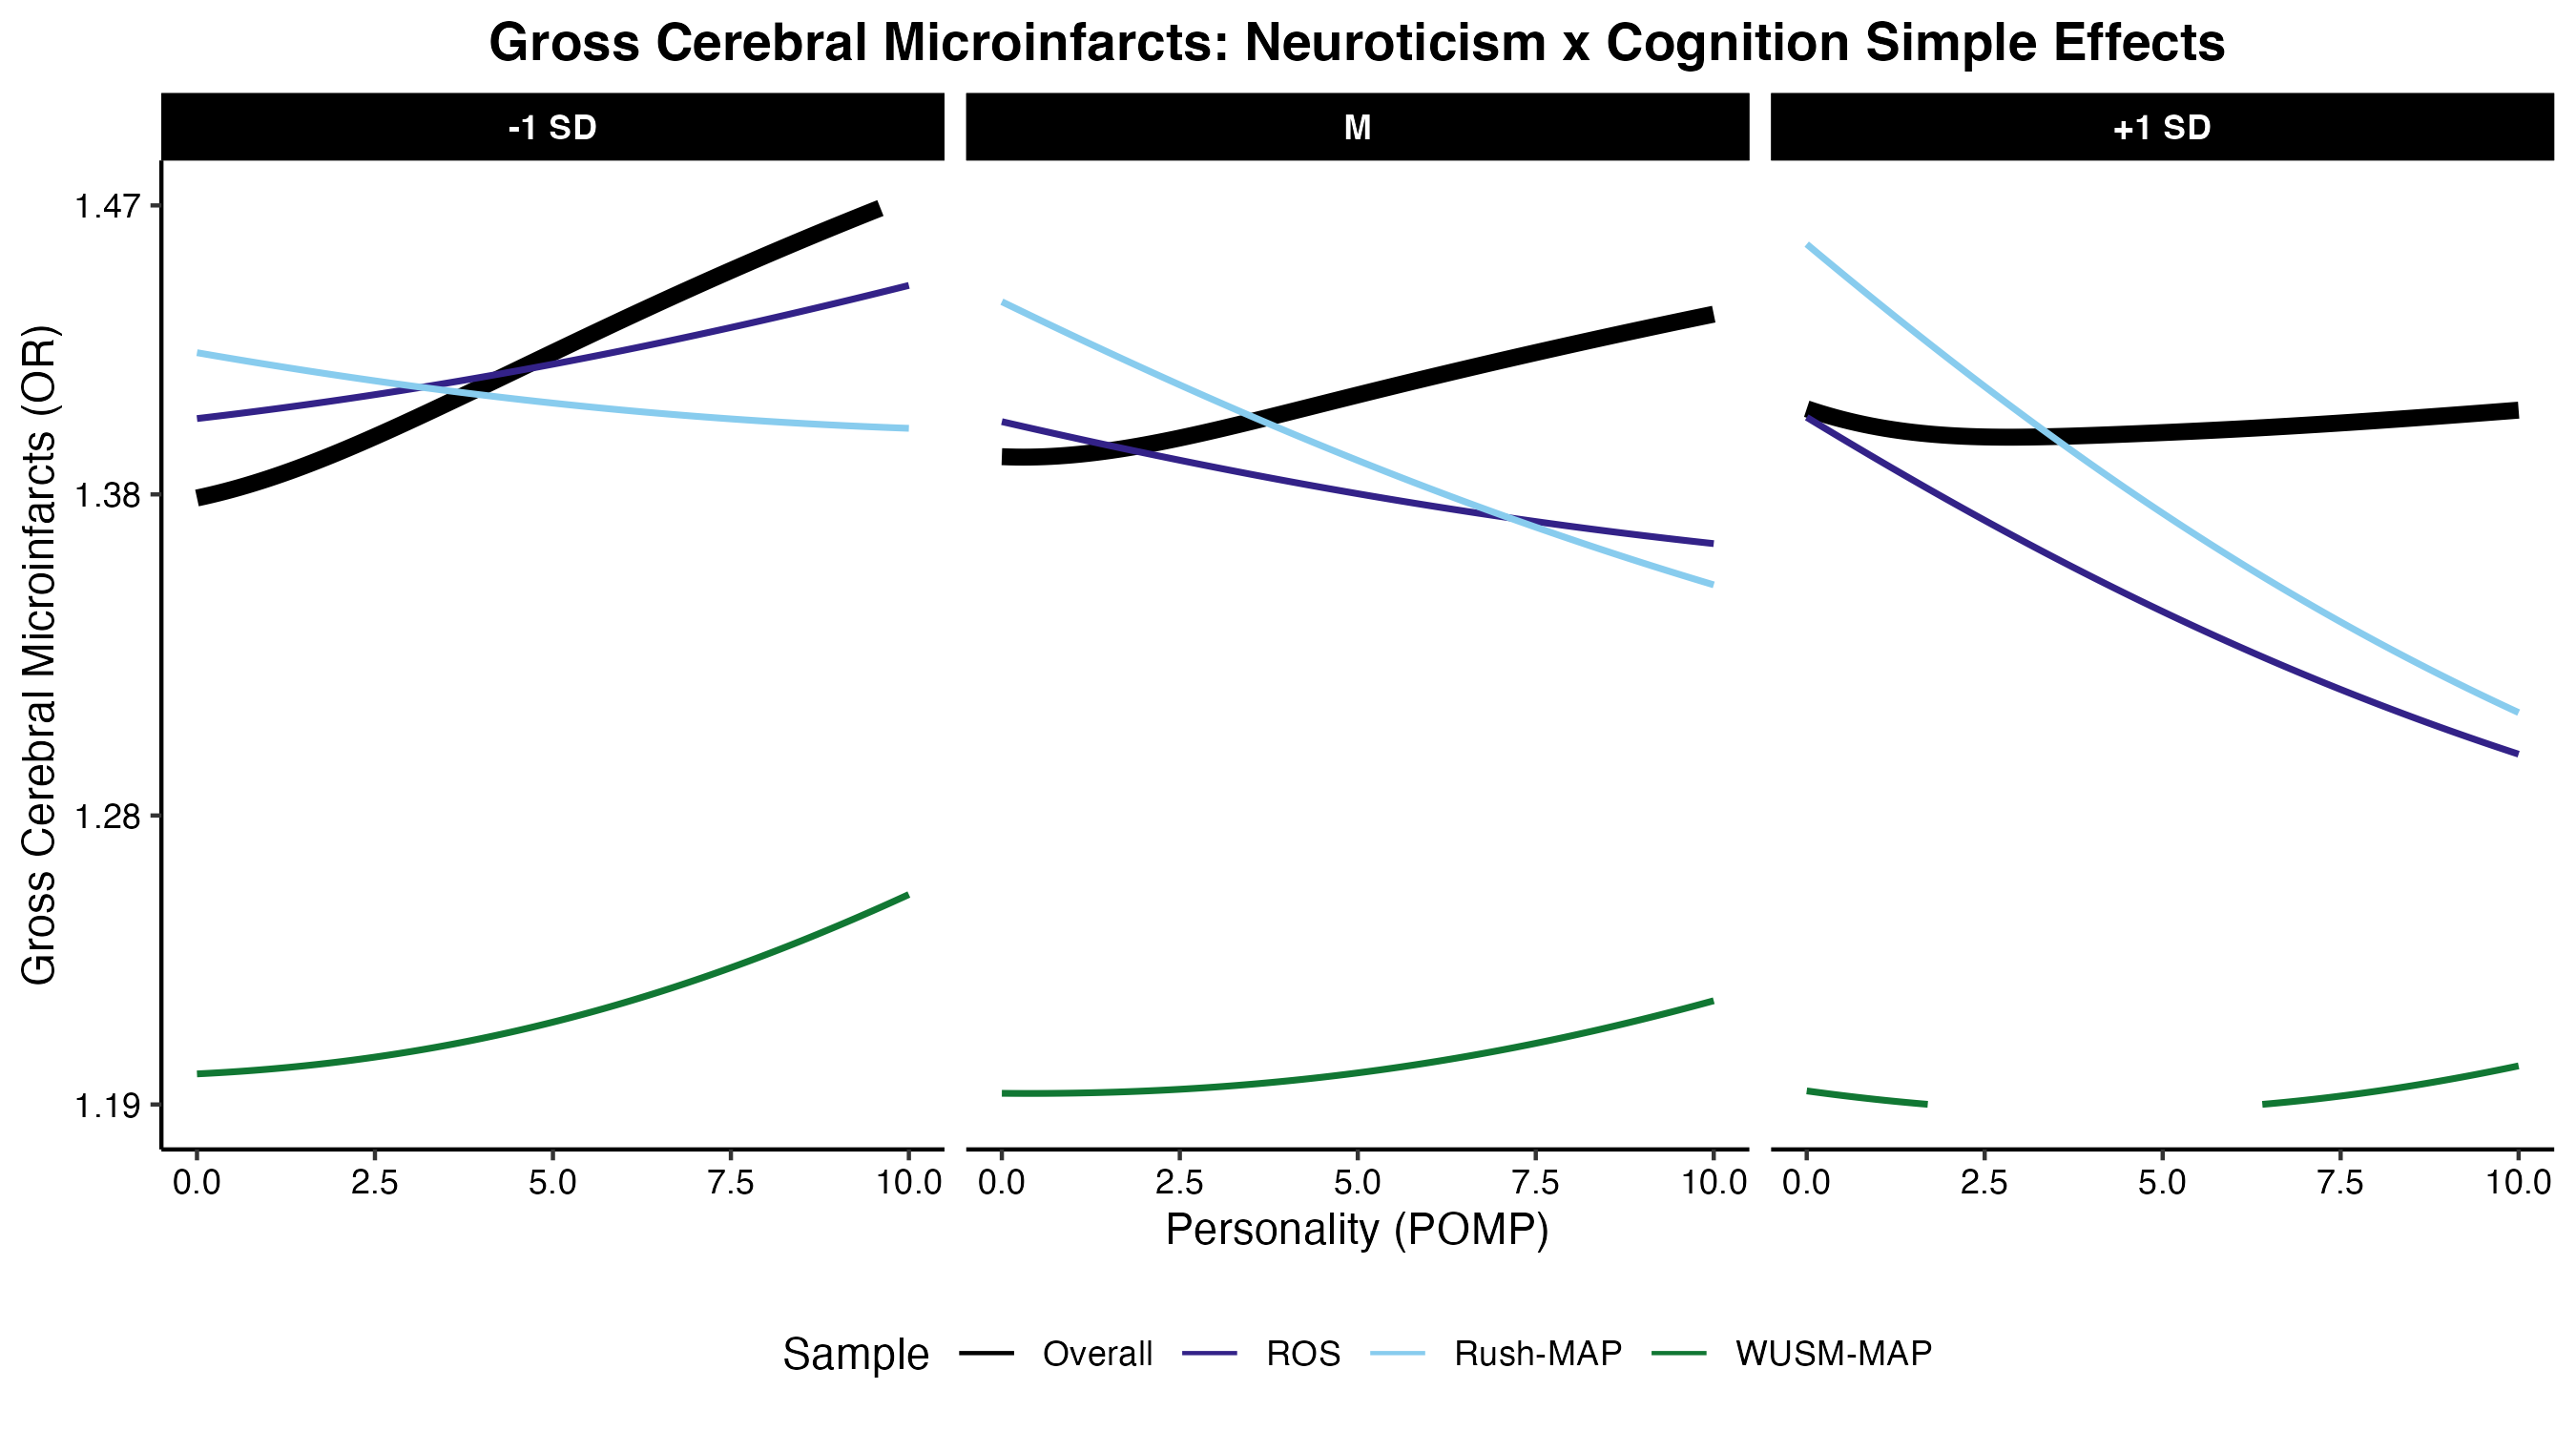 Gross Cerebral Microinfarcts: Neuroticism x Cognition Simple Effects
-1 SD
M
+1 SD
Gross Cerebral Microinfarcts (OR)
1.47
1.38
1.28
1.19
0.0 2.5 5.0 7.5 10.0
0.0 2.5 5.0 7.5 10.0
0.0 2.5 5.0 7.5 10.0
Personality (POMP)
Sample Overall ROS Rush-MAP WUSM-MAP